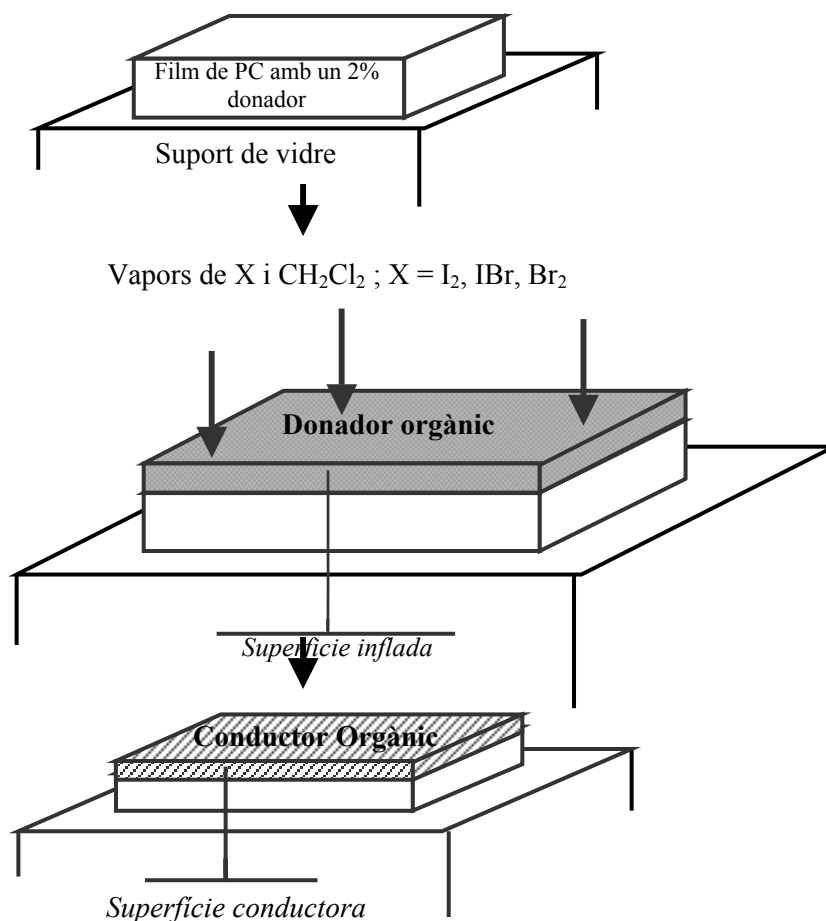 Film de PC amb un 2%
donador
Suport de vidre
Vapors de X i CH₂Cl₂ ; X = I₂, IBr, Br₂
Donador orgànic
Superfície inflada
Conductor Orgànic
Superfície conductora